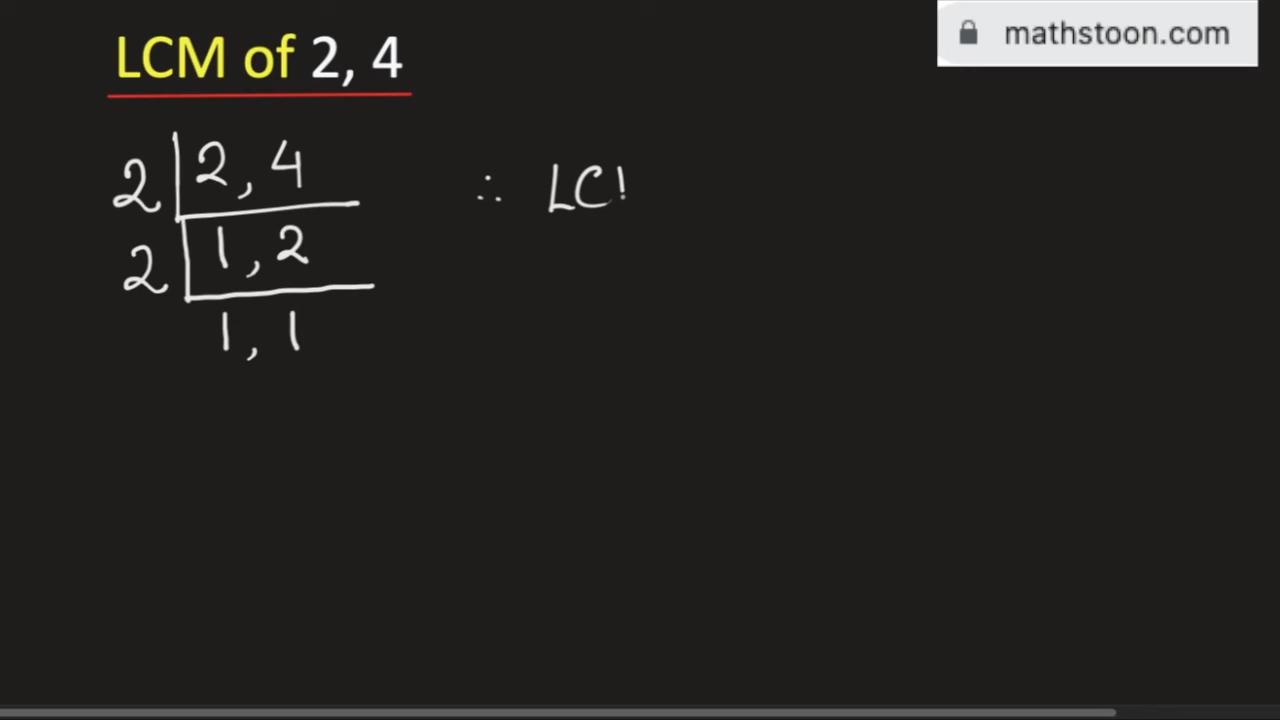 LCM of 2, 4
mathstoon.com
2 | 2, 4
2 | 1, 2
1, 1
∴ LC